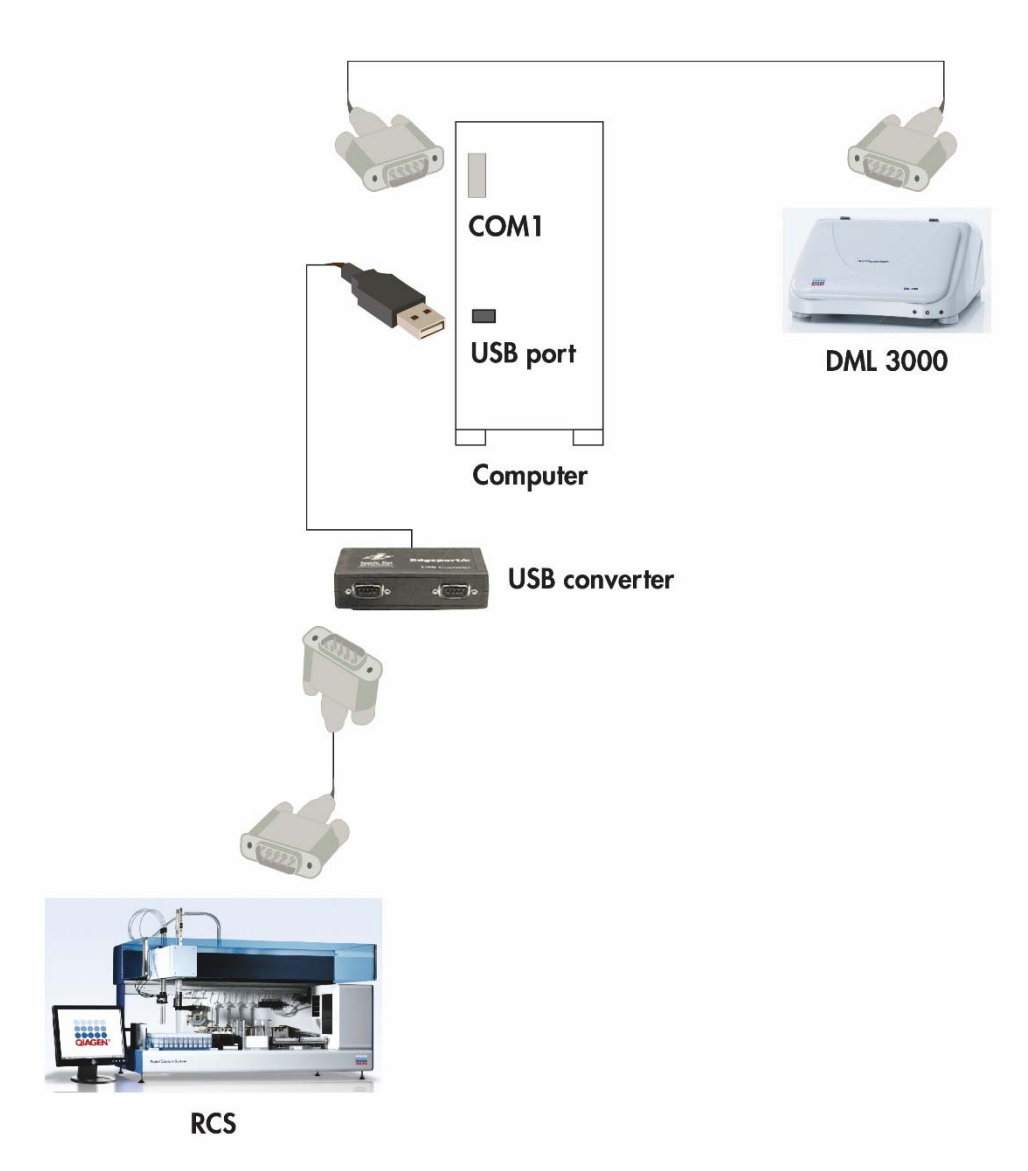 COM1
USB port
DML 3000
Computer
USB converter
QIAGEN
RCS